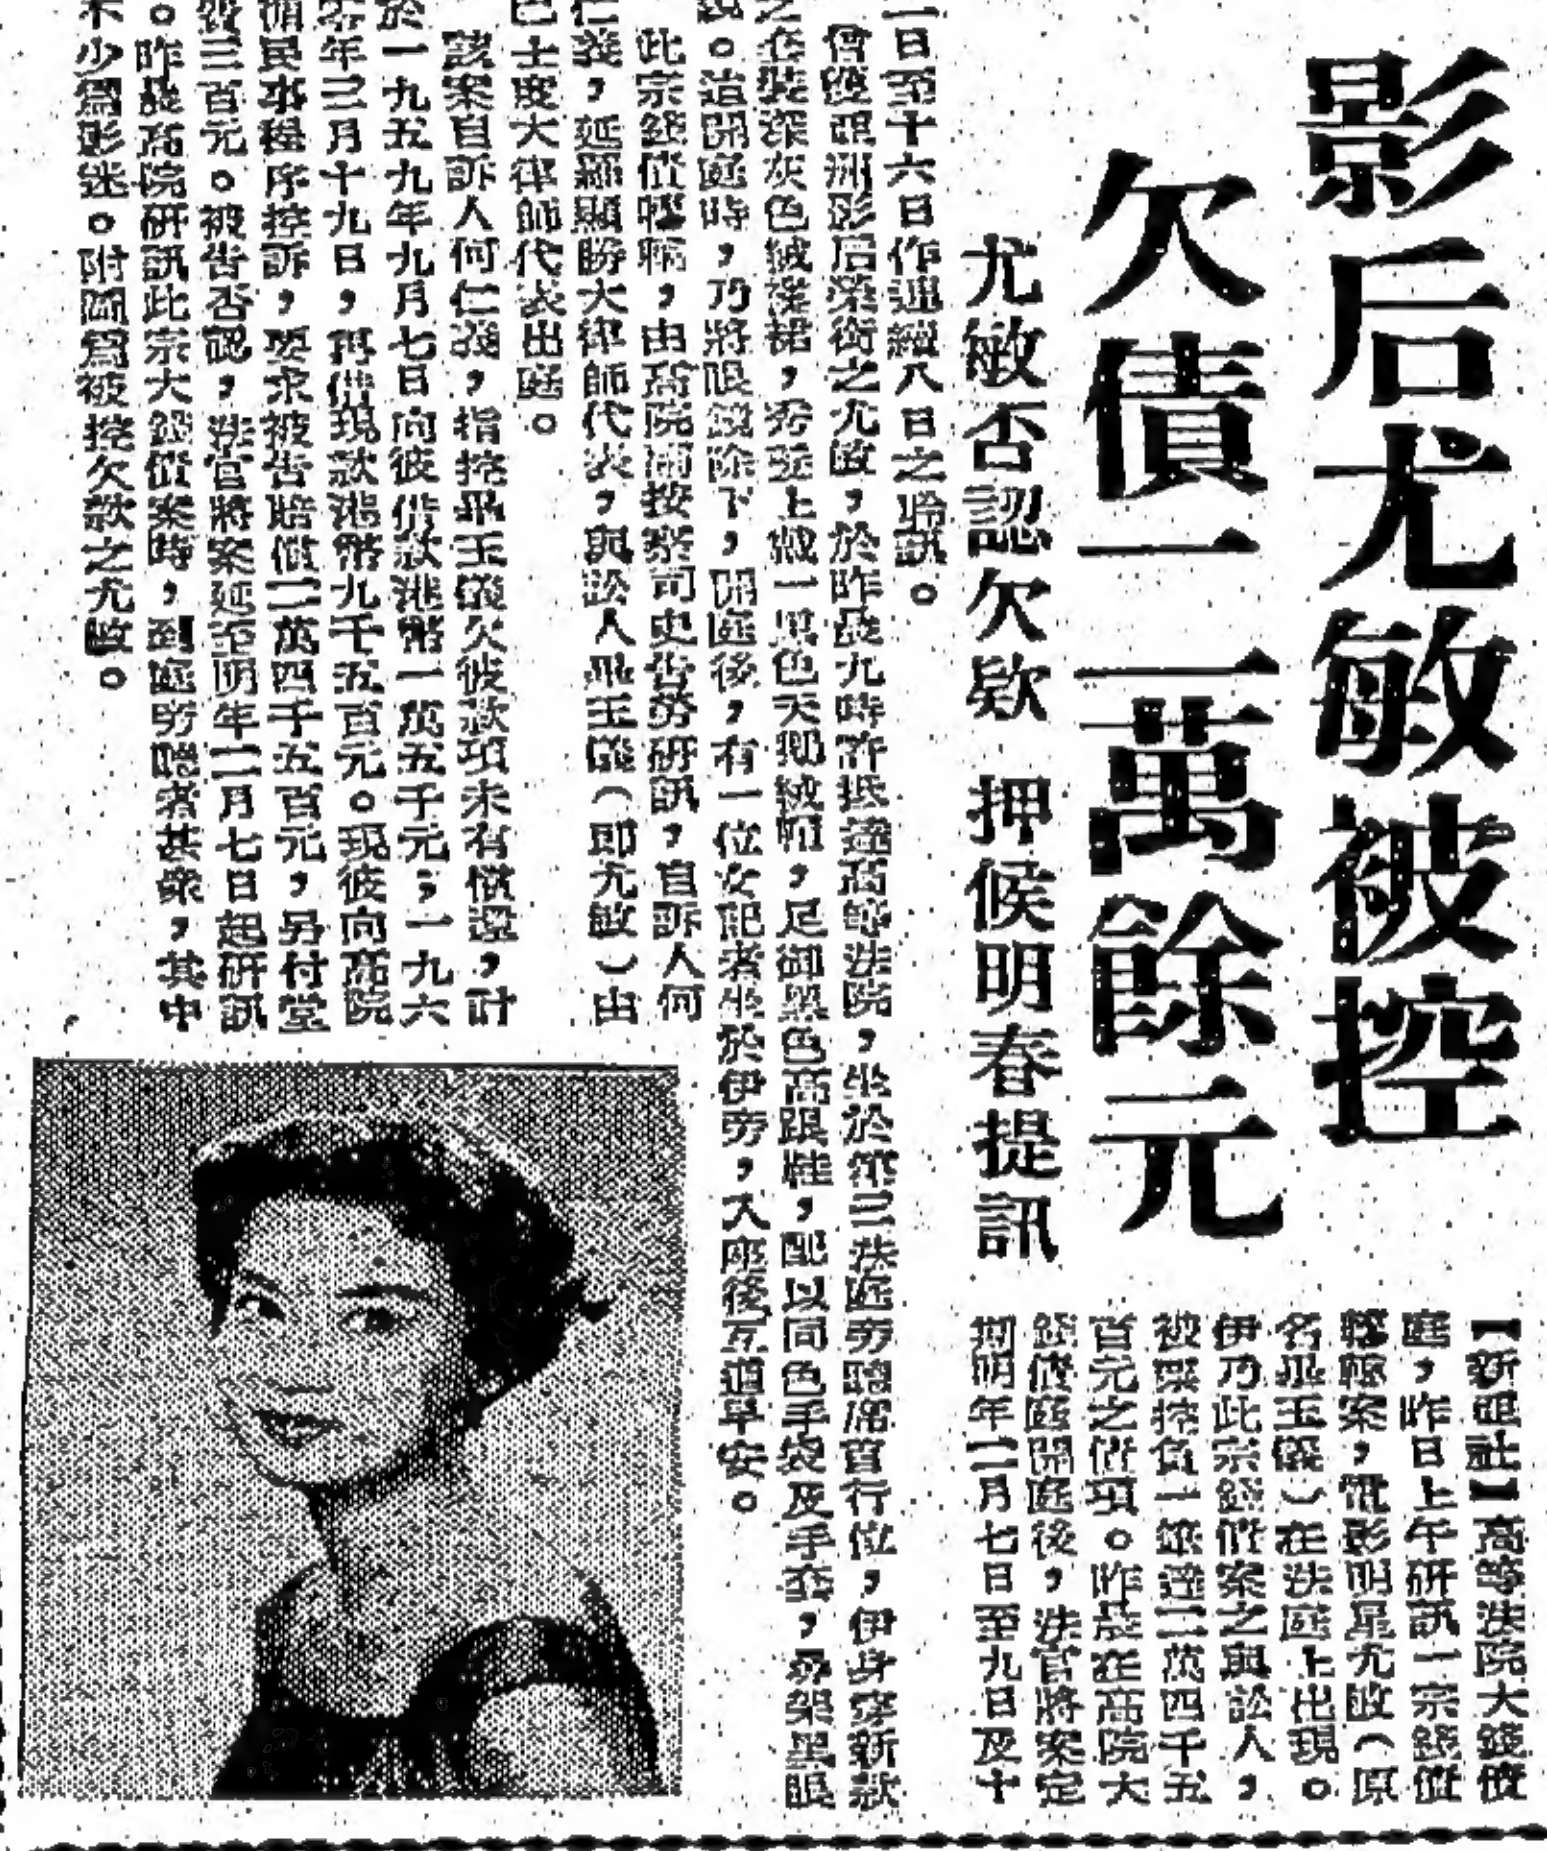 影后尤敏被控
欠債二萬餘元
尤敏否認欠欵 押候明春提訊
【新亞社】高等法院大錢債
庭，昨日上午研訊一宗錢債
轇轕案，電影明星尤敏（原
名畢玉儀）在法庭上出現。
伊乃此宗錢債案之與訟人，
被票控負一筆達二萬四千五
百元之債項。昨晨在高院大
錢債庭開庭後，法官將案定
期明年二月七日至九日及十
一日至十六日作連續八日之聆訊。
曾獲亞洲影后榮銜之尤敏，於昨晨九時許抵達高等法院，坐於第三法庭旁聽席首行位，伊身穿新款
之套裝深灰色絨衫裙，秀髮上戴一黑色天鵝絨帽，足御黑色高跟鞋，配以同色手袋及手套，鼻架黑眼
鏡。迨開庭時，乃將眼鏡除下，開庭後，有一位女記者坐於伊旁，入座後互道早安。
此宗錢債轇轕，由高院 按察司史 研訊，自訴人何
仁義，延羅顯勝大律師代表，與訟人畢玉儀（即尤敏）由
巴士度大律師代表出庭。
該案自訴人何仁義，指控畢玉儀欠彼款項未有償還，計
於一九五九年九月七日向彼借款港幣一萬五千元；一九六
零年三月十九日，再借現款港幣九千五百元。現彼向高院
循民事程序控訴，要求被告賠償二萬四千五百元，另付堂
費三百元。被告否認，法官將案延至明年二月七日起研訊
。昨晨高院研訊此宗大錢債案時，到庭旁聽者甚衆，其中
不少爲影迷。附圖爲被控欠款之尤敏。